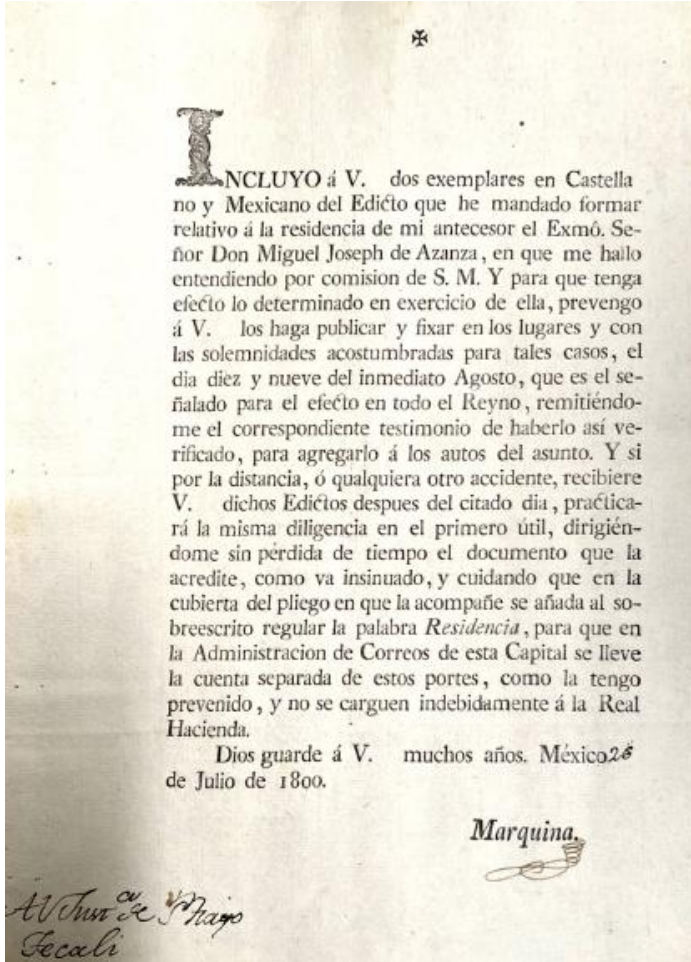 ✠
INCLUYO á V. dos exemplares en Castella
no y Mexicano del Edicto que he mandado formar
relativo á la residencia de mi antecesor el Exmô. Se-
ñor Don Miguel Joseph de Azanza, en que me hallo
entendiendo por comision de S. M. Y para que tenga
efecto lo determinado en exercicio de ella, prevengo
á V. los haga publicar y fixar en los lugares y con
las solemnidades acostumbradas para tales casos, el
dia diez y nueve del inmediato Agosto, que es el se-
ñalado para el efecto en todo el Reyno, remitiéndo-
me el correspondiente testimonio de haberlo así ve-
rificado, para agregarlo á los autos del asunto. Y si
por la distancia, ó qualquiera otro accidente, recibiere
V. dichos Edictos despues del citado dia, practica-
rá la misma diligencia en el primero útil, dirigién-
dome sin pérdida de tiempo el documento que la
acredite, como va insinuado, y cuidando que en la
cubierta del pliego en que la acompañe se añada al so-
breescrito regular la palabra Residencia, para que en
la Administracion de Correos de esta Capital se lleve
la cuenta separada de estos portes, como la tengo
prevenido, y no se carguen indebidamente á la Real
Hacienda.
Dios guarde á V. muchos años. México
de Julio de 1800.
Marquina.
Tecali